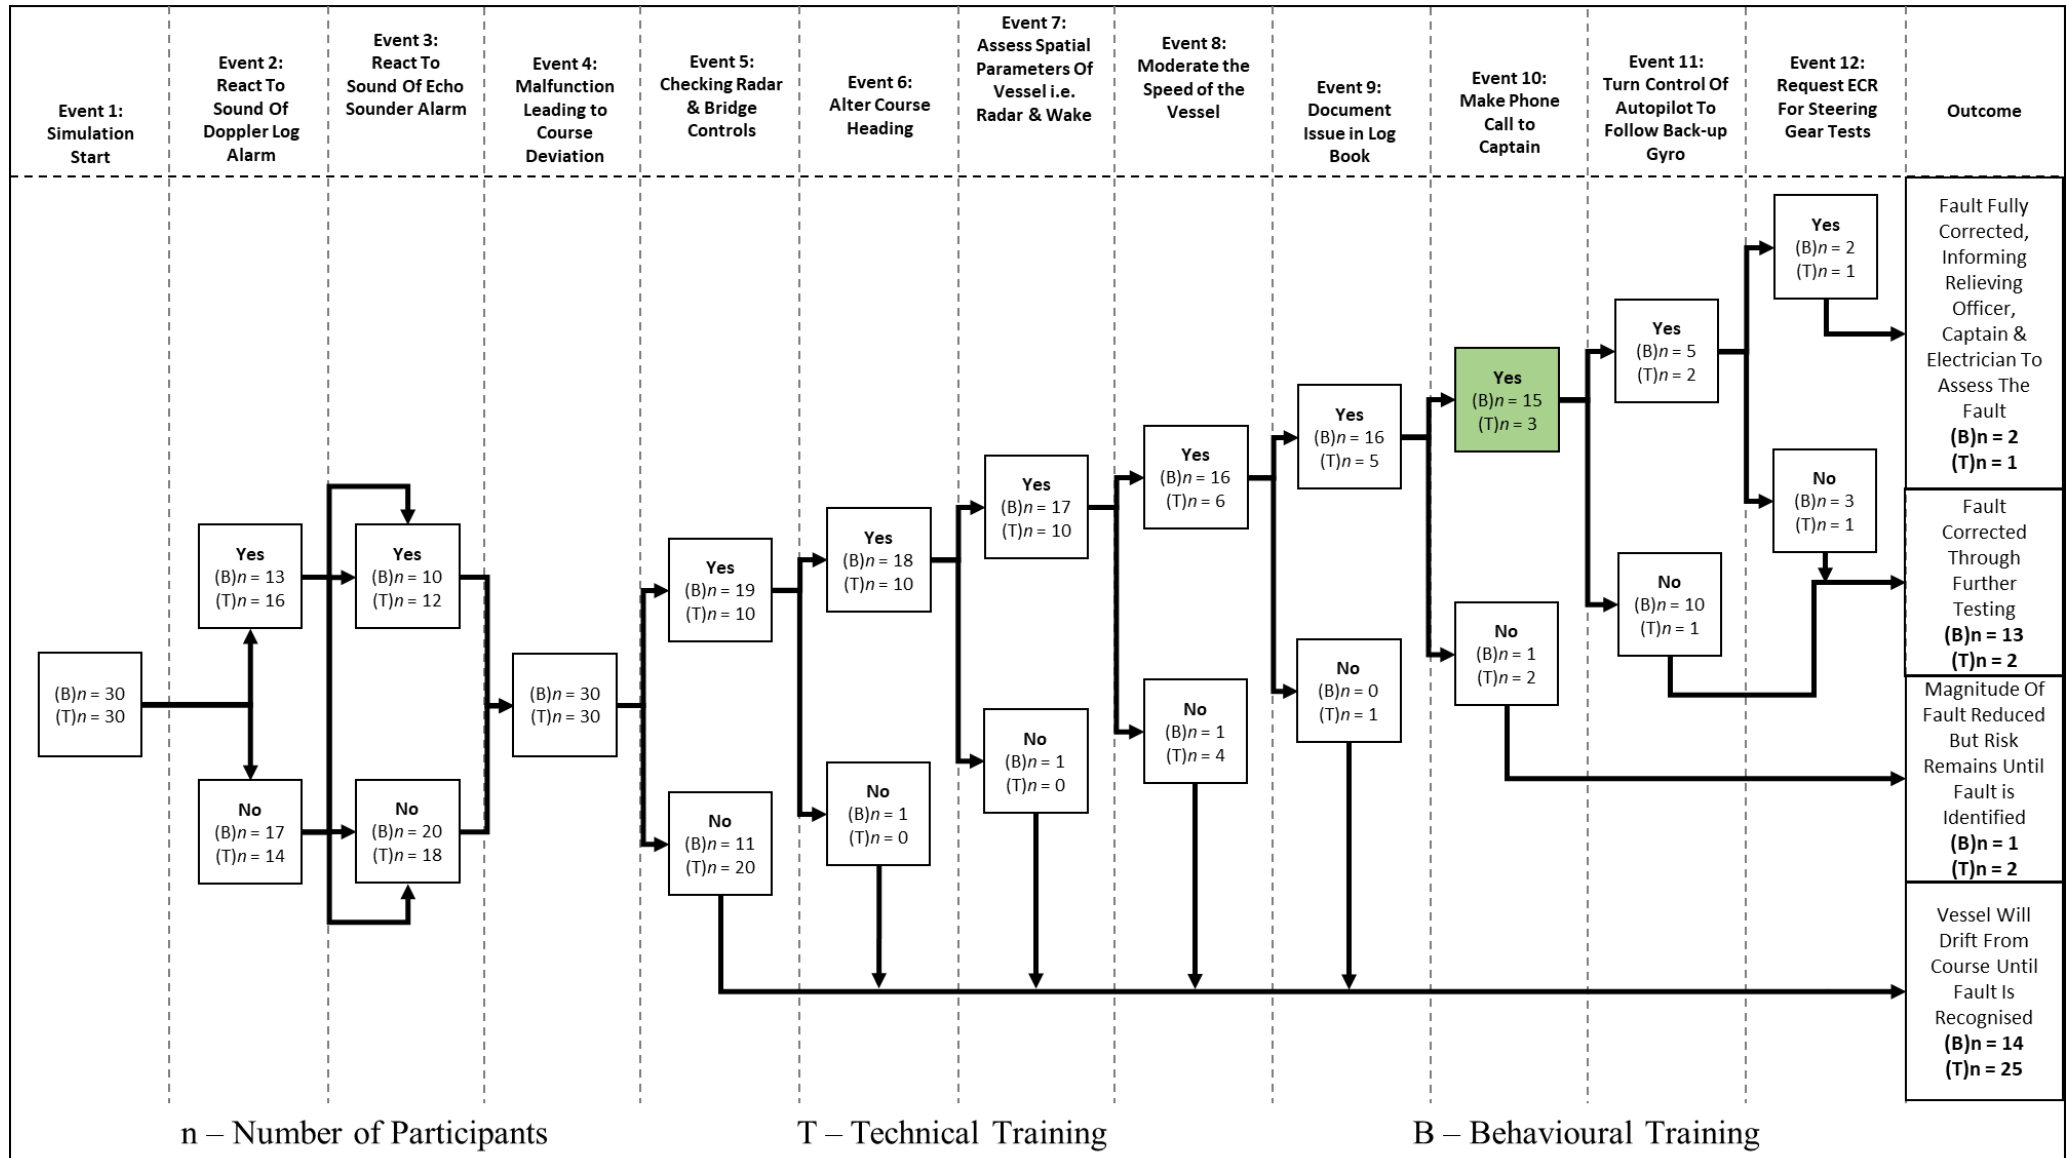 Event 1:
Simulation
Start
Event 2:
React To
Sound Of
Doppler Log
Alarm
Event 3:
React To
Sound Of Echo
Sounder Alarm
Event 4:
Malfunction
Leading to
Course
Deviation
Event 5:
Checking Radar
& Bridge
Controls
Event 6:
Alter Course
Heading
Event 7:
Assess Spatial
Parameters Of
Vessel i.e.
Radar & Wake
Event 8:
Moderate the
Speed of the
Vessel
Event 9:
Document
Issue in Log
Book
Event 10:
Make Phone
Call to
Captain
Event 11:
Turn Control Of
Autopilot To
Follow Back-up
Gyro
Event 12:
Request ECR
For Steering
Gear Tests
Outcome
(B)n = 30
(T)n = 30
Yes
(B)n = 13
(T)n = 16
No
(B)n = 17
(T)n = 14
Yes
(B)n = 10
(T)n = 12
No
(B)n = 20
(T)n = 18
(B)n = 30
(T)n = 30
Yes
(B)n = 19
(T)n = 10
No
(B)n = 11
(T)n = 20
Yes
(B)n = 18
(T)n = 10
No
(B)n = 1
(T)n = 0
Yes
(B)n = 17
(T)n = 10
No
(B)n = 1
(T)n = 0
Yes
(B)n = 16
(T)n = 6
No
(B)n = 1
(T)n = 4
Yes
(B)n = 16
(T)n = 5
No
(B)n = 0
(T)n = 1
Yes
(B)n = 15
(T)n = 3
No
(B)n = 1
(T)n = 2
Yes
(B)n = 5
(T)n = 2
No
(B)n = 10
(T)n = 1
Yes
(B)n = 2
(T)n = 1
No
(B)n = 3
(T)n = 1
Fault Fully
Corrected,
Informing
Relieving
Officer,
Captain &
Electrician To
Assess The
Fault
(B)n = 2
(T)n = 1
Fault
Corrected
Through
Further
Testing
(B)n = 13
(T)n = 2
Magnitude Of
Fault Reduced
But Risk
Remains Until
Fault is
Identified
(B)n = 1
(T)n = 2
Vessel Will
Drift From
Course Until
Fault Is
Recognised
(B)n = 14
(T)n = 25
n – Number of Participants
T – Technical Training
B – Behavioural Training